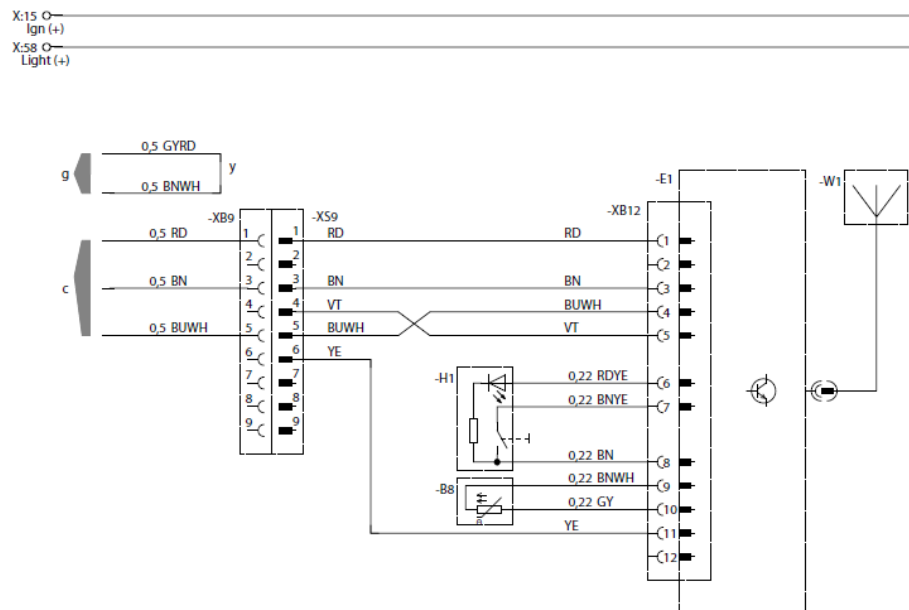 X:15
Ign (+)
X:58
Light (+)
0,5 GYRD
g
y
0,5 BNWH
-E1
-W1
-XB9
-XS9
-XB12
0,5 RD
1
1
RD
RD
1
2
2
2
c
0,5 BN
3
3
BN
BN
3
4
4
VT
BUWH
4
0,5 BUWH
5
5
BUWH
VT
5
6
6
YE
-H1
0,22 RDYE
6
7
7
0,22 BNYE
7
8
8
9
9
0,22 BN
8
-B8
0,22 BNWH
9
0,22 GY
10
YE
11
12